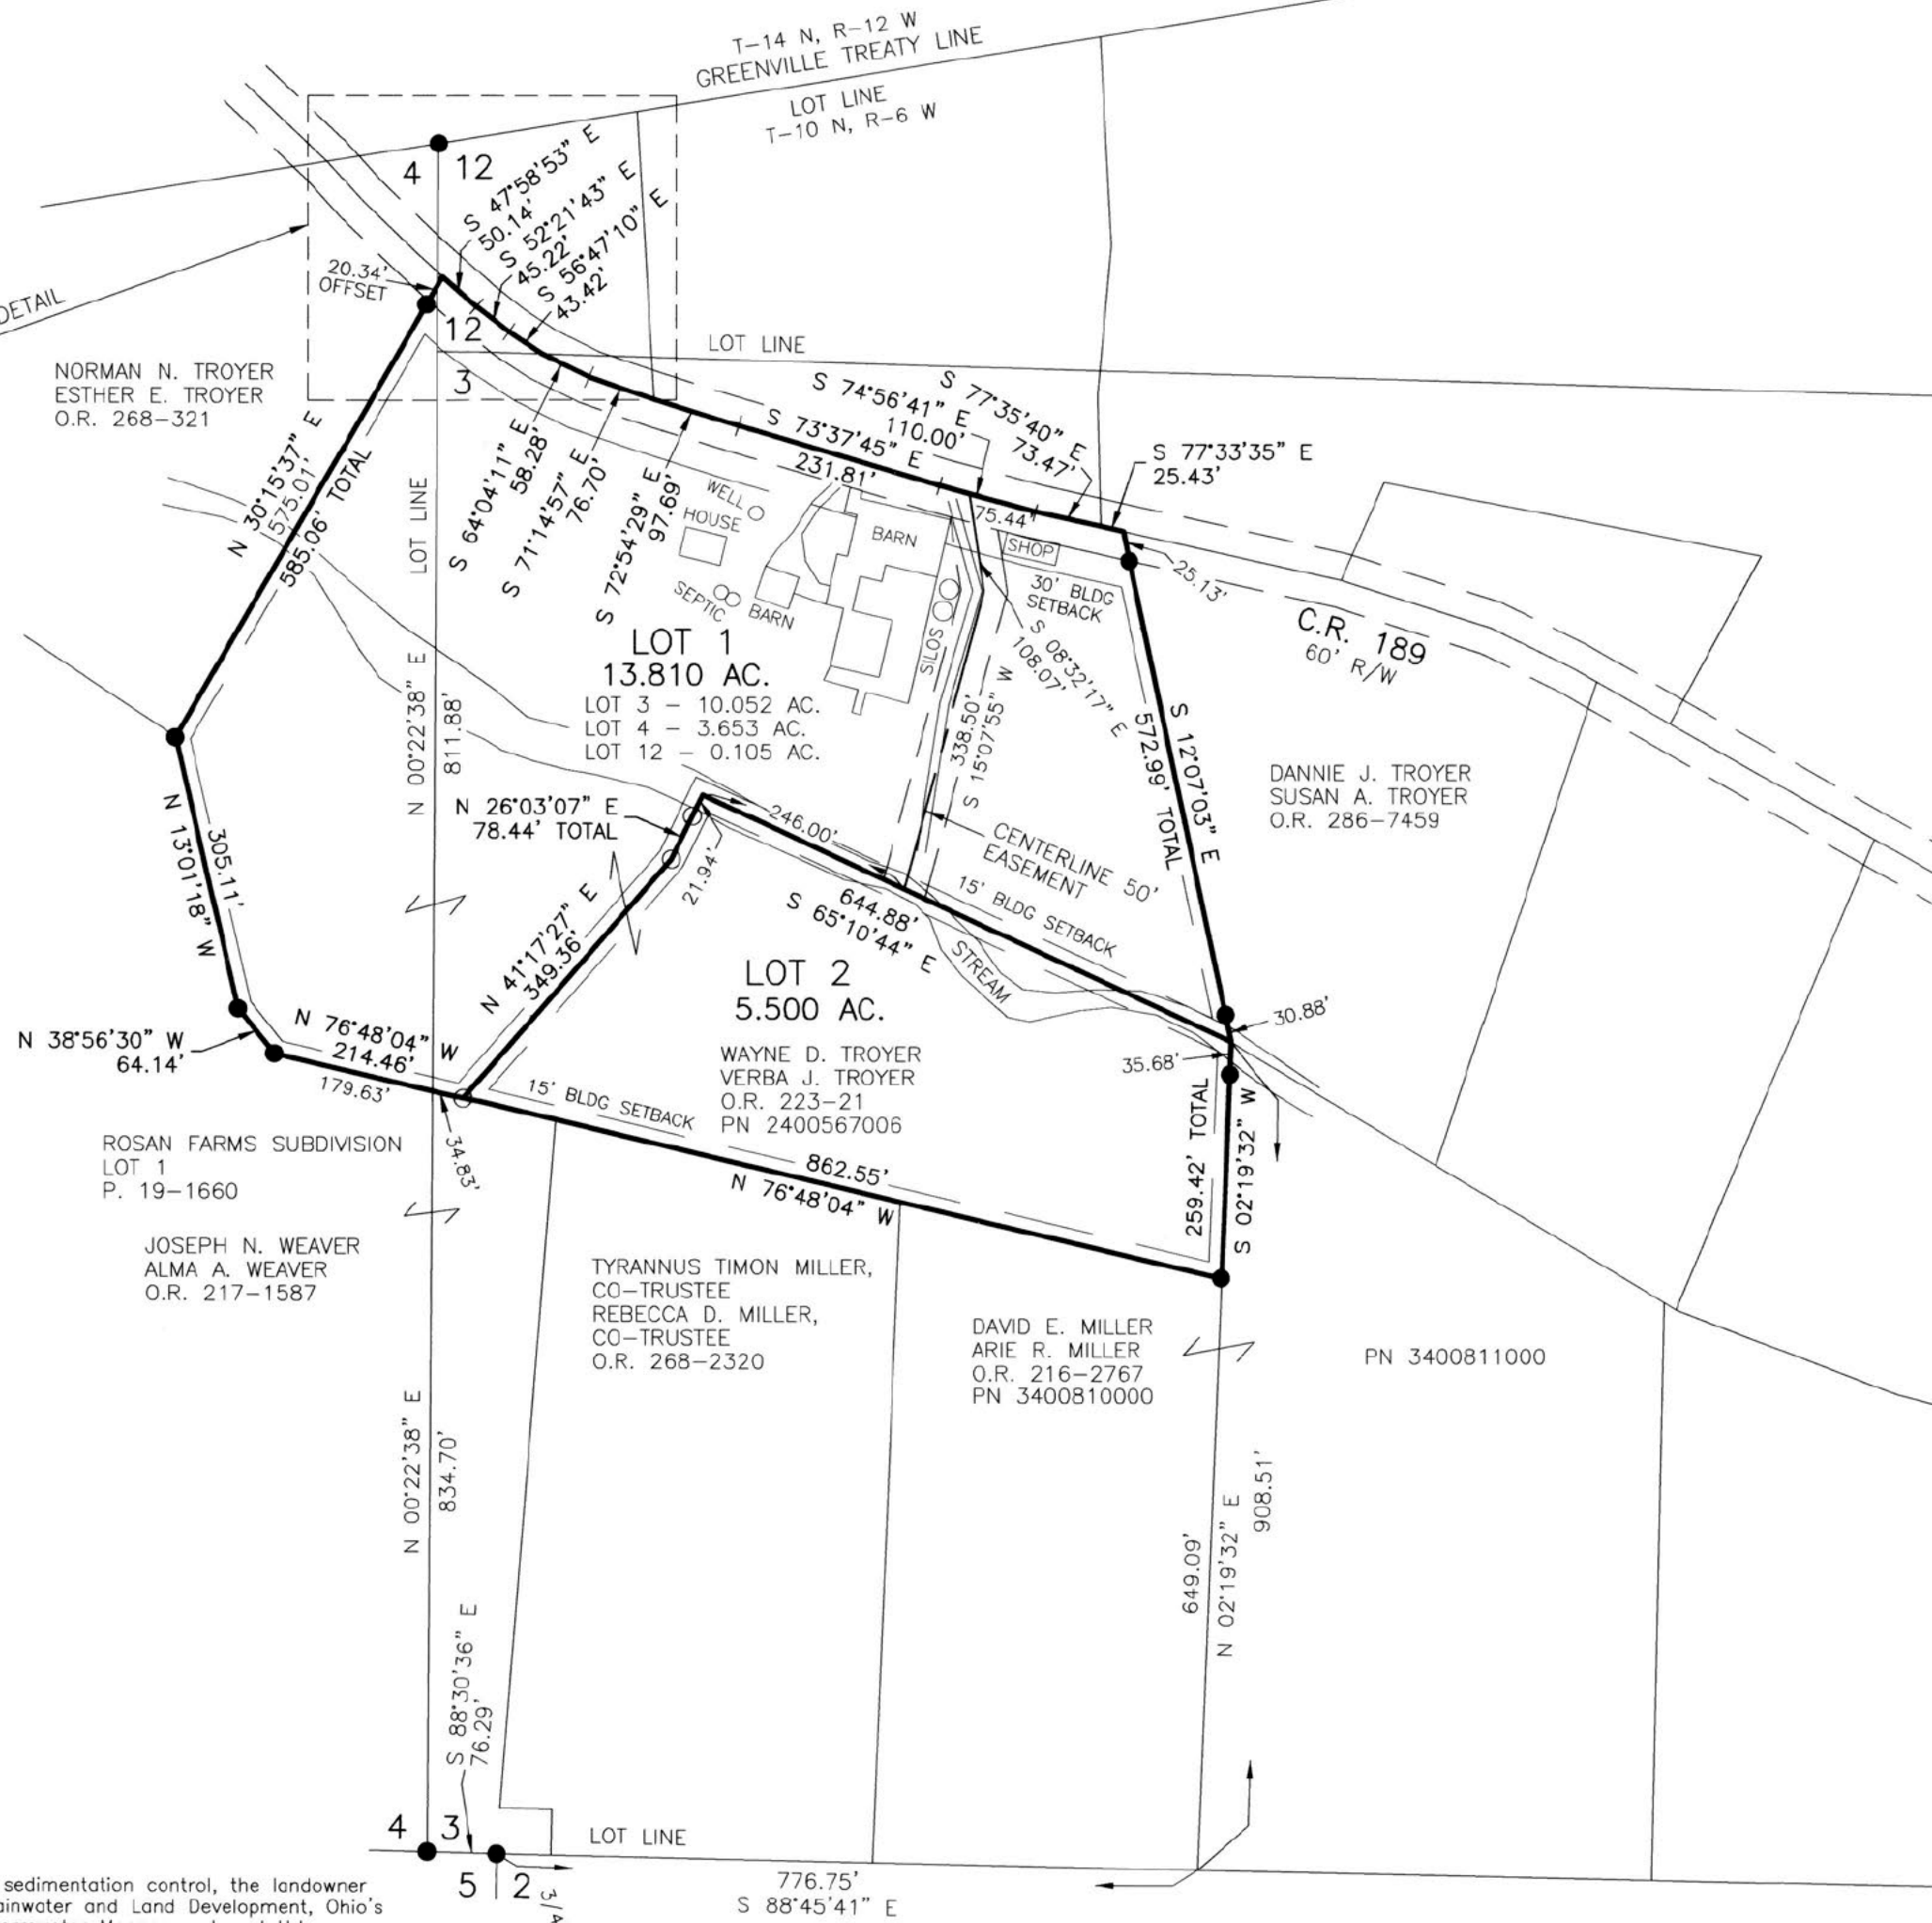 T-14 N, R-12 W
GREENVILLE TREATY LINE
LOT LINE
T-10 N, R-6 W
4 12
S 47°58'53" E
50.14'
S 52°21'43" E
45.22'
S 56°47'10" E
43.42'
20.34'
OFFSET
DETAIL
12
3
LOT LINE
NORMAN N. TROYER
ESTHER E. TROYER
O.R. 268-321
N 30°15'37" E
575.01'
585.06' TOTAL
LOT LINE
S 64°04'11" E
58.28'
S 71°14'57" E
76.70'
S 72°54'29" E
97.69'
S 73°37'45" E
231.81'
S 74°56'41" E
110.00'
S 77°35'40" E
73.47'
S 77°33'35" E
25.43'
75.44'
25.13'
WELL
HOUSE
BARN
SHOP
30' BLDG
SETBACK
SEPTIC
BARN
SILOS
C.R. 189
60' R/W
LOT 1
13.810 AC.
LOT 3 - 10.052 AC.
LOT 4 - 3.653 AC.
LOT 12 - 0.105 AC.
S 08°32'17" E
108.07'
338.50'
S 15°07'55" W
S 12°07'03" E
572.99' TOTAL
N 00°22'38" E
811.88'
DANNIE J. TROYER
SUSAN A. TROYER
O.R. 286-7459
N 26°03'07" E
78.44' TOTAL
246.00'
CENTERLINE 50'
EASEMENT
305.11'
N 13°01'18" W
21.94'
N 41°17'27" E
349.36'
644.88'
S 65°10'44" E
15' BLDG SETBACK
STREAM
LOT 2
5.500 AC.
WAYNE D. TROYER
VERBA J. TROYER
O.R. 223-21
PN 2400567006
30.88'
35.68'
N 38°56'30" W
64.14'
N 76°48'04" W
214.46'
179.63'
34.83'
15' BLDG SETBACK
259.42' TOTAL
S 02°19'32" W
862.55'
N 76°48'04" W
ROSAN FARMS SUBDIVISION
LOT 1
P. 19-1660
JOSEPH N. WEAVER
ALMA A. WEAVER
O.R. 217-1587
TYRANNUS TIMON MILLER,
CO-TRUSTEE
REBECCA D. MILLER,
CO-TRUSTEE
O.R. 268-2320
DAVID E. MILLER
ARIE R. MILLER
O.R. 216-2767
PN 3400810000
PN 3400811000
N 00°22'38" E
834.70'
649.09'
N 02°19'32" E
908.51'
S 88°30'36" E
76.29'
4 3
LOT LINE
5 2
3/4
776.75'
S 88°45'41" E
sedimentation control, the landowner
ainwater and Land Development, Ohio's